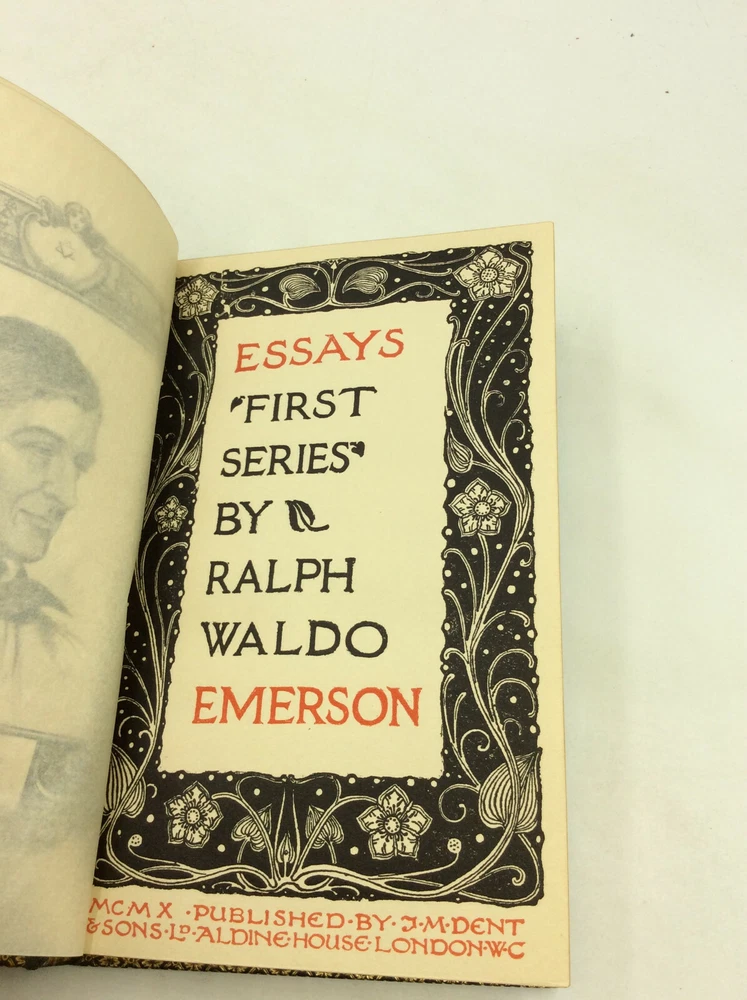 ESSAYS
"FIRST
SERIES"
BY
RALPH
WALDO
EMERSON
MCMX·PUBLISHED·BY·J·M·DENT
&SONS·LD·ALDINE·HOUSE·LONDON·W·C